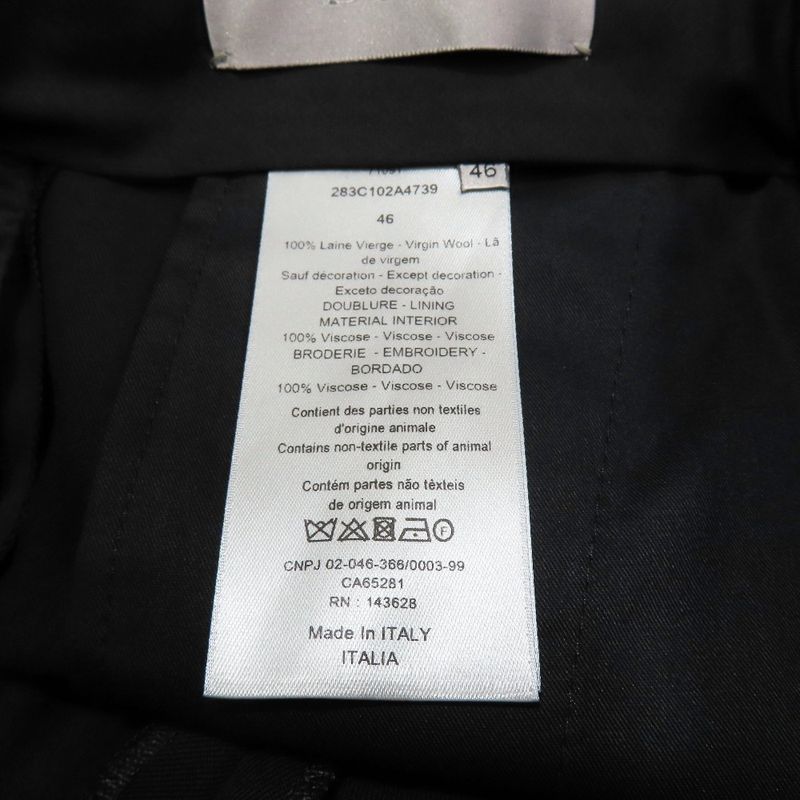 46
283C102A4739
46
100% Laine Vierge - Virgin Wool - Lã
de virgem
Sauf décoration - Except decoration -
Exceto decoração
DOUBLURE - LINING
MATERIAL INTERIOR
100% Viscose - Viscose - Viscose
BRODERIE - EMBROIDERY -
BORDADO
100% Viscose - Viscose - Viscose
Contient des parties non textiles
d'origine animale
Contains non-textile parts of animal
origin
Contém partes não têxteis
de origem animal
F
CNPJ 02-046-366/0003-99
CA65281
RN : 143628
Made In ITALY
ITALIA